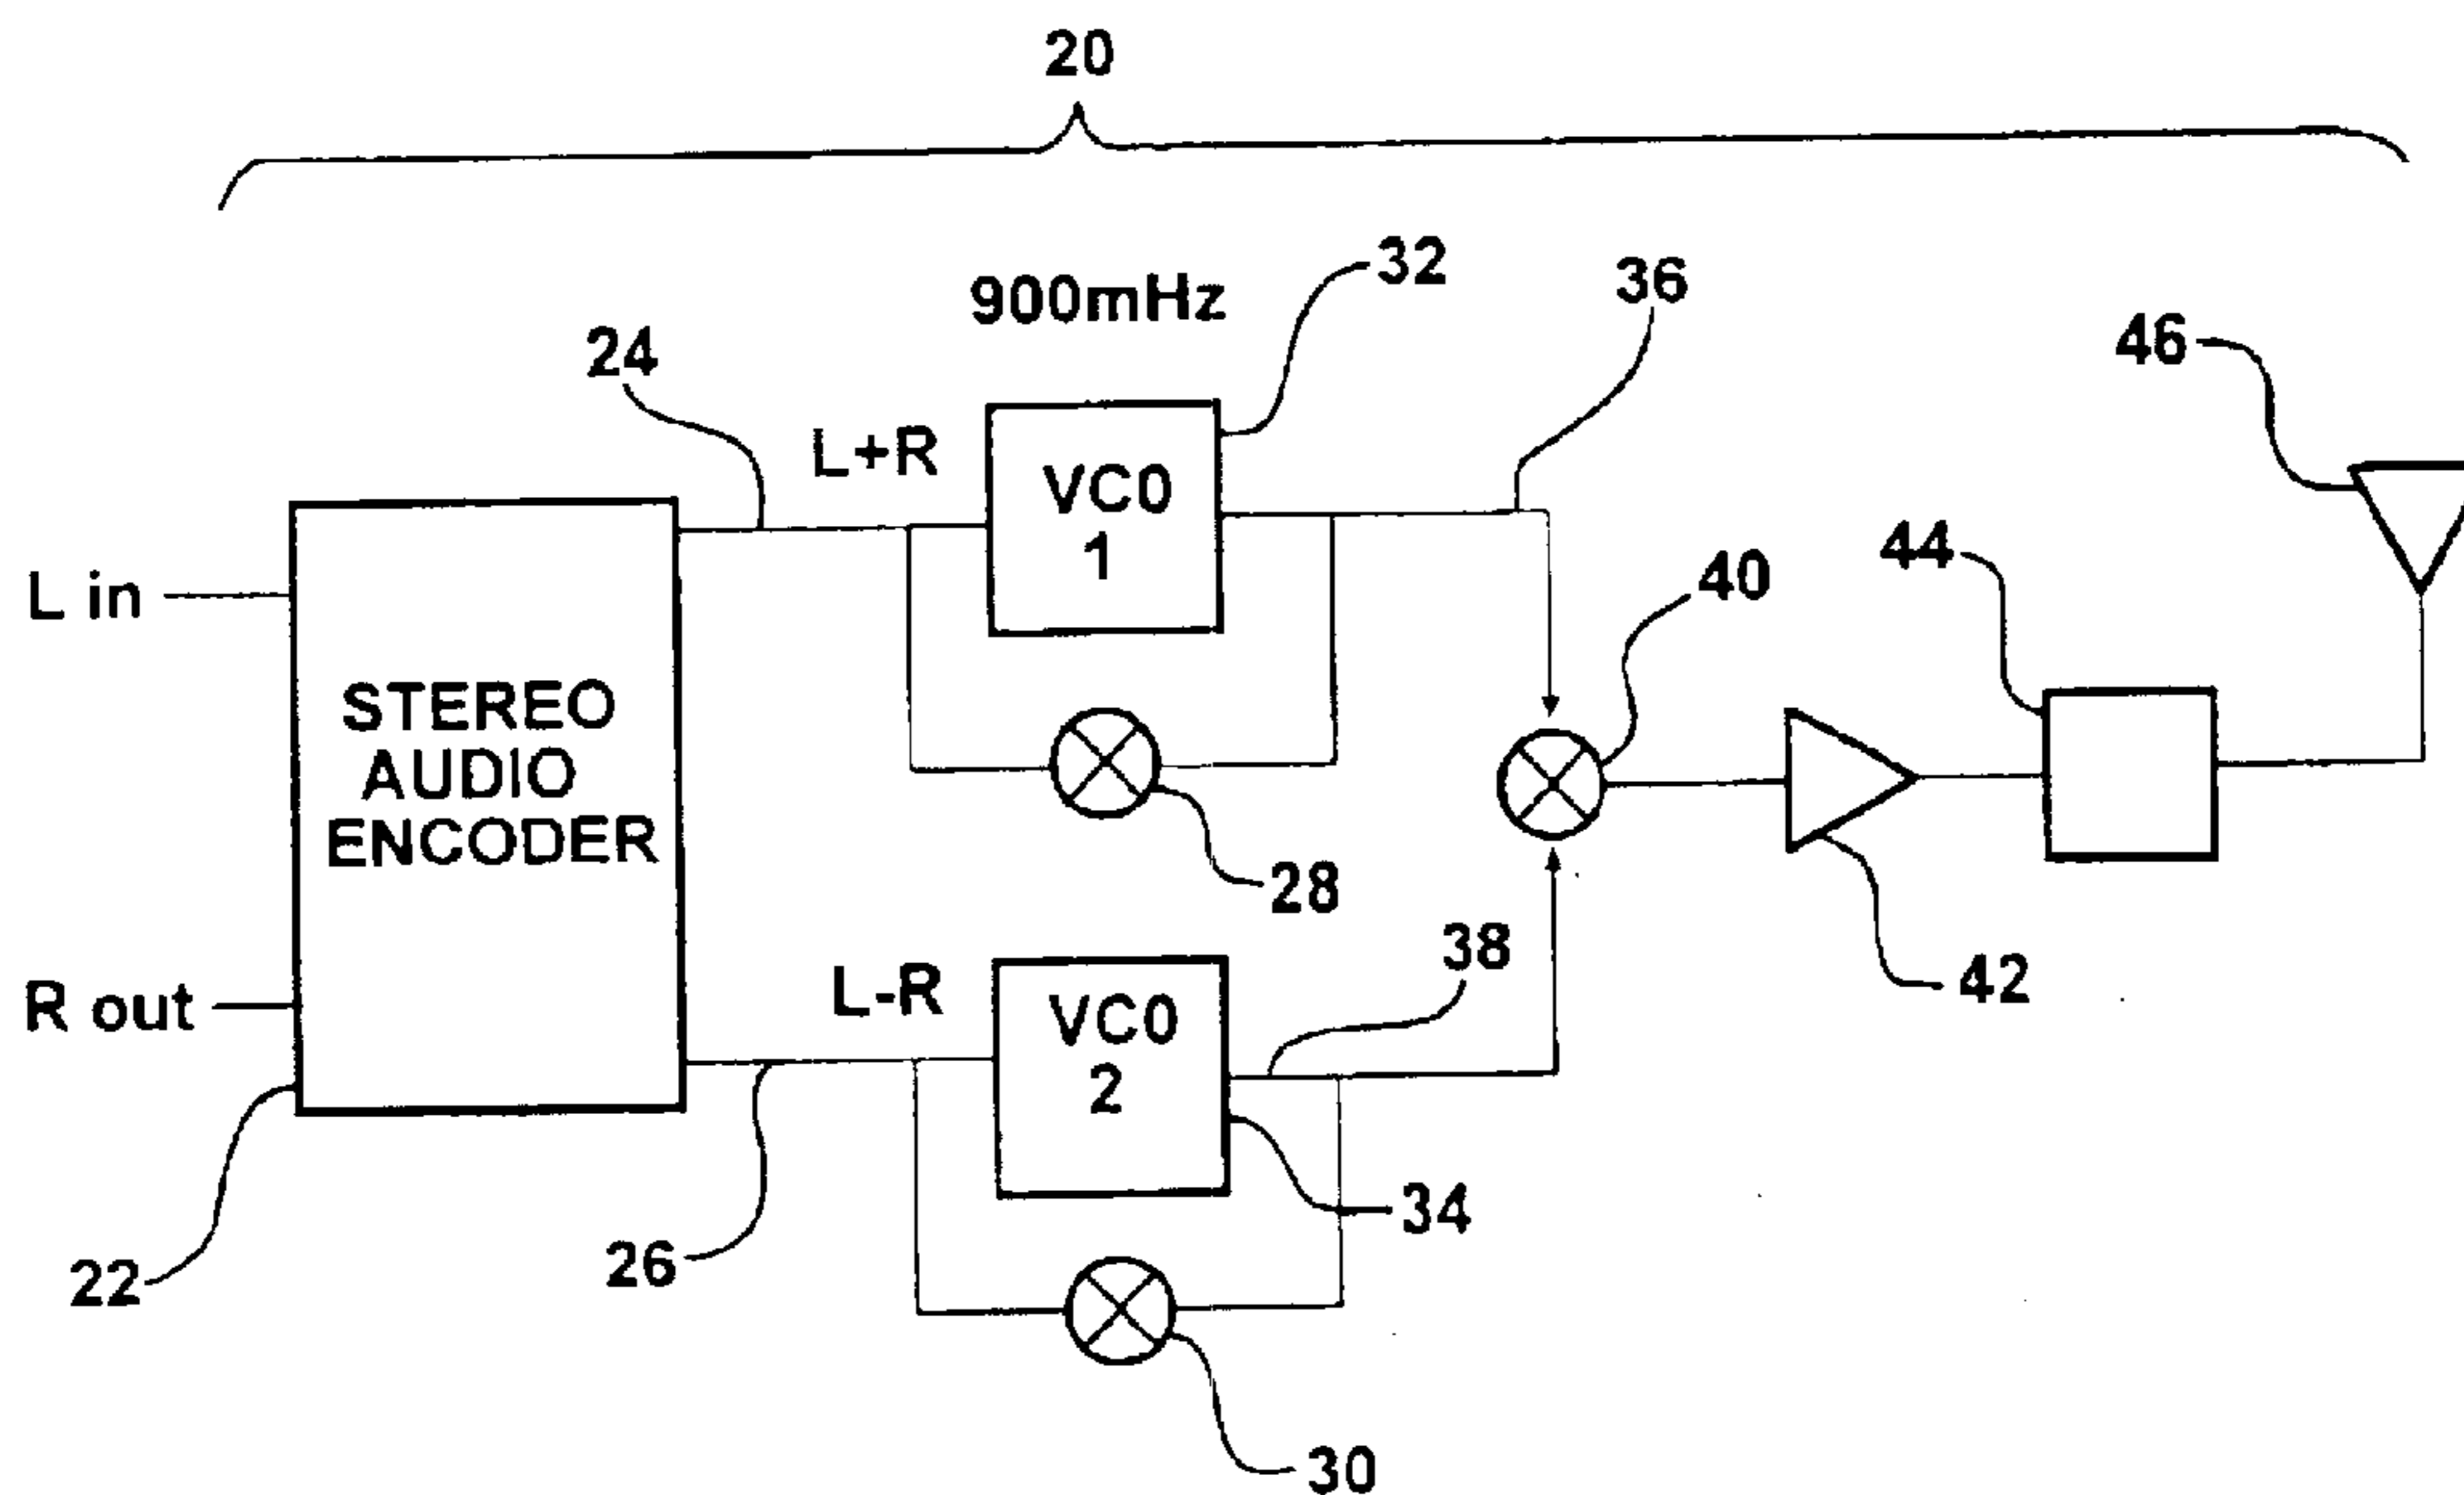 20
900mHz
32
36
46
24
L+R
VC0
1
44
40
L in
STEREO
AUDIO
ENCODER
28
38
42
R out
L-R
VC0
2
34
22
26
30